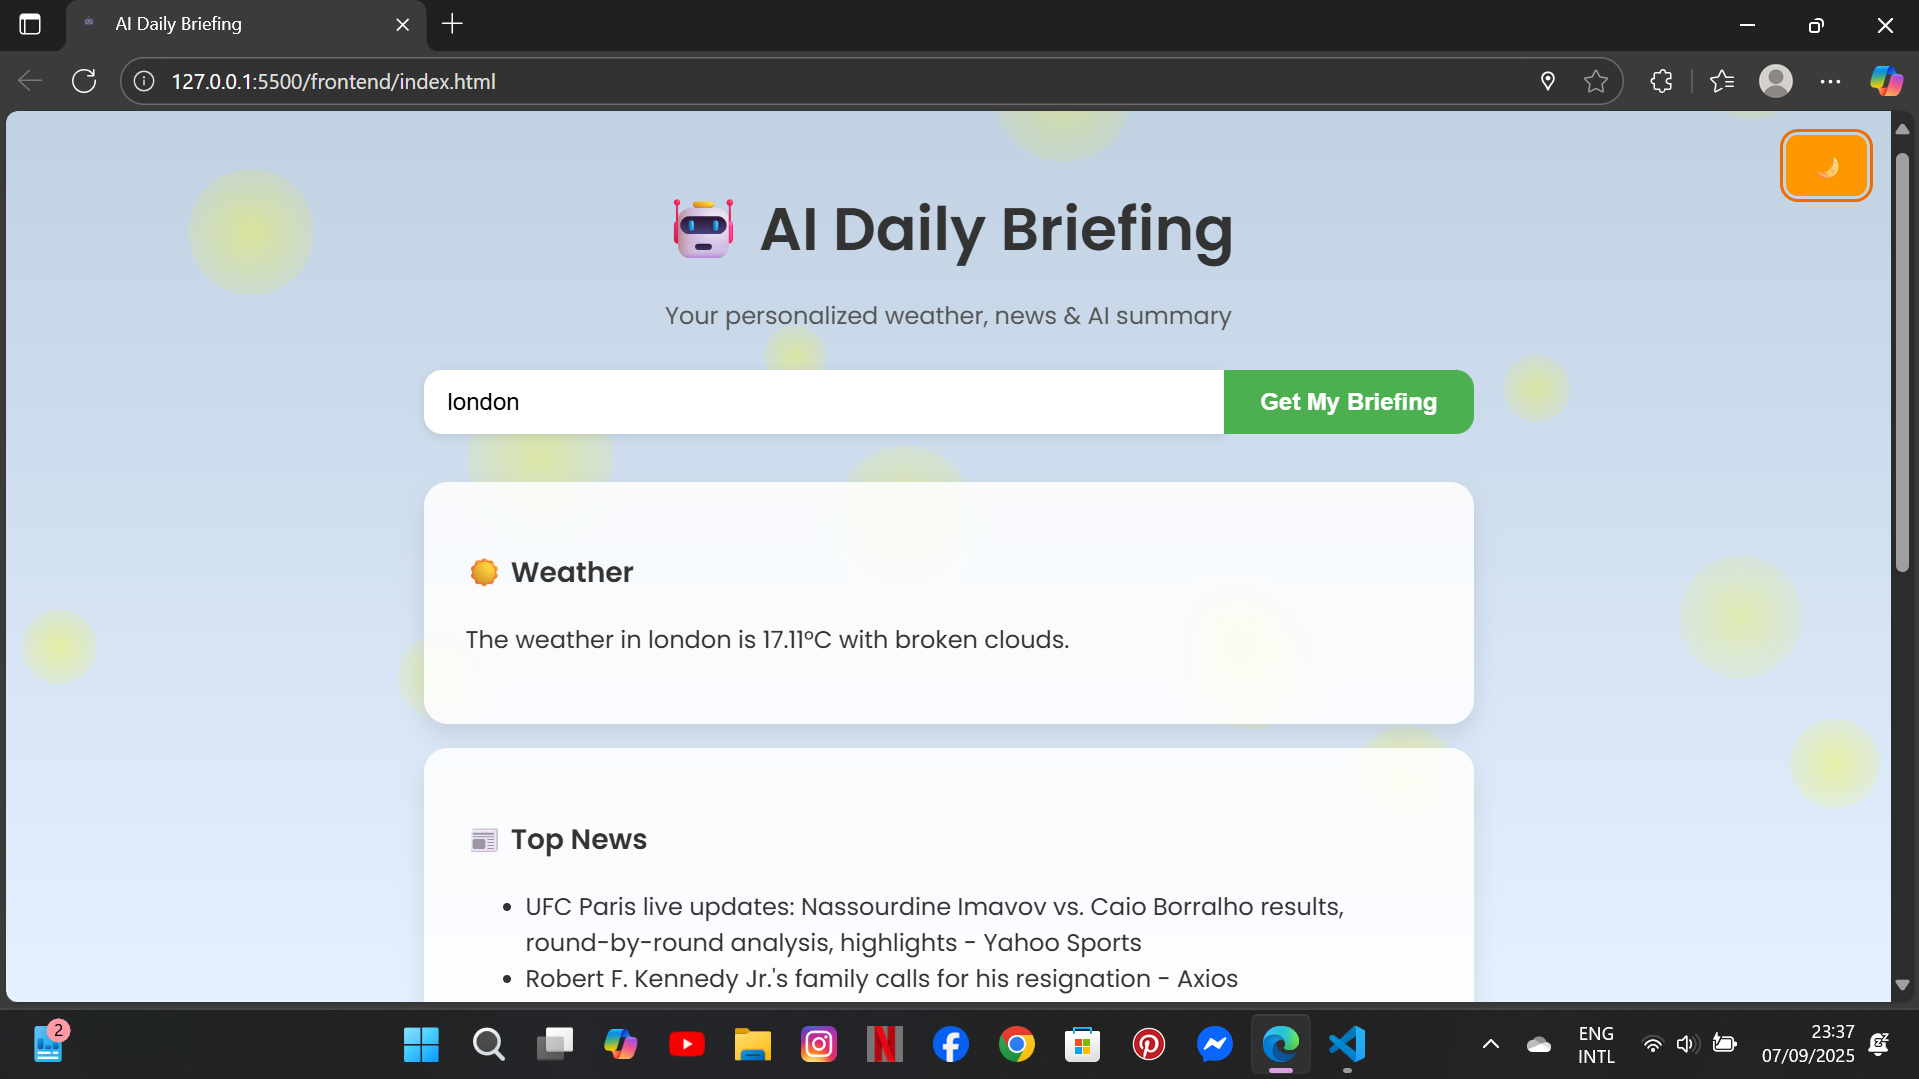 AI Daily Briefing
127.0.0.1:5500/frontend/index.html
AI Daily Briefing
Your personalized weather, news & AI summary
london
Get My Briefing
Weather
The weather in london is 17.11°C with broken clouds.
Top News
• UFC Paris live updates: Nassourdine Imavov vs. Caio Borralho results,
round-by-round analysis, highlights - Yahoo Sports
• Robert F. Kennedy Jr.'s family calls for his resignation - Axios
2
ENG
INTL
23:37
07/09/2025